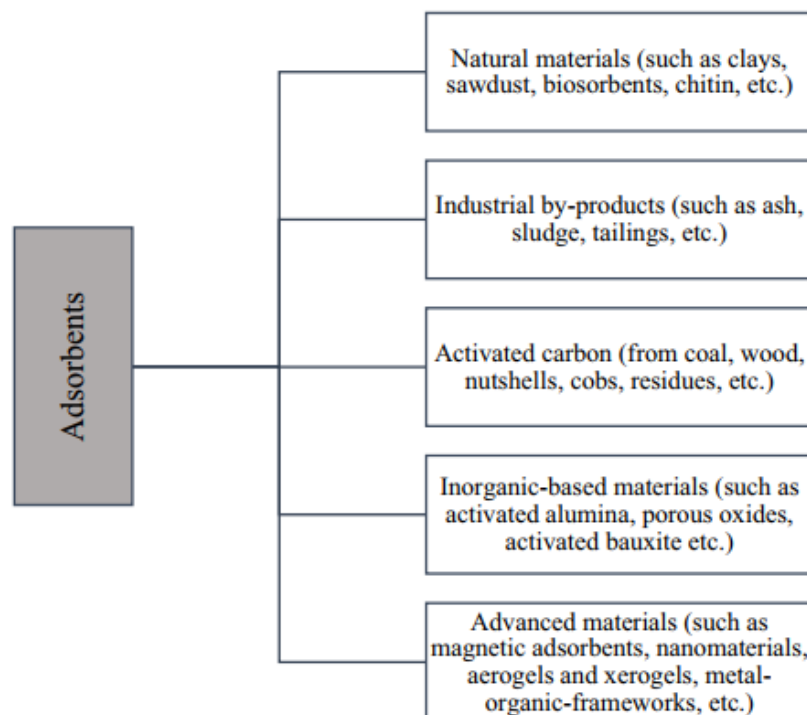 Adsorbents
Natural materials (such as clays,
sawdust, biosorbents, chitin, etc.)
Industrial by-products (such as ash,
sludge, tailings, etc.)
Activated carbon (from coal, wood,
nutshells, cobs, residues, etc.)
Inorganic-based materials (such as
activated alumina, porous oxides,
activated bauxite etc.)
Advanced materials (such as
magnetic adsorbents, nanomaterials,
aerogels and xerogels, metal-
organic-frameworks, etc.)